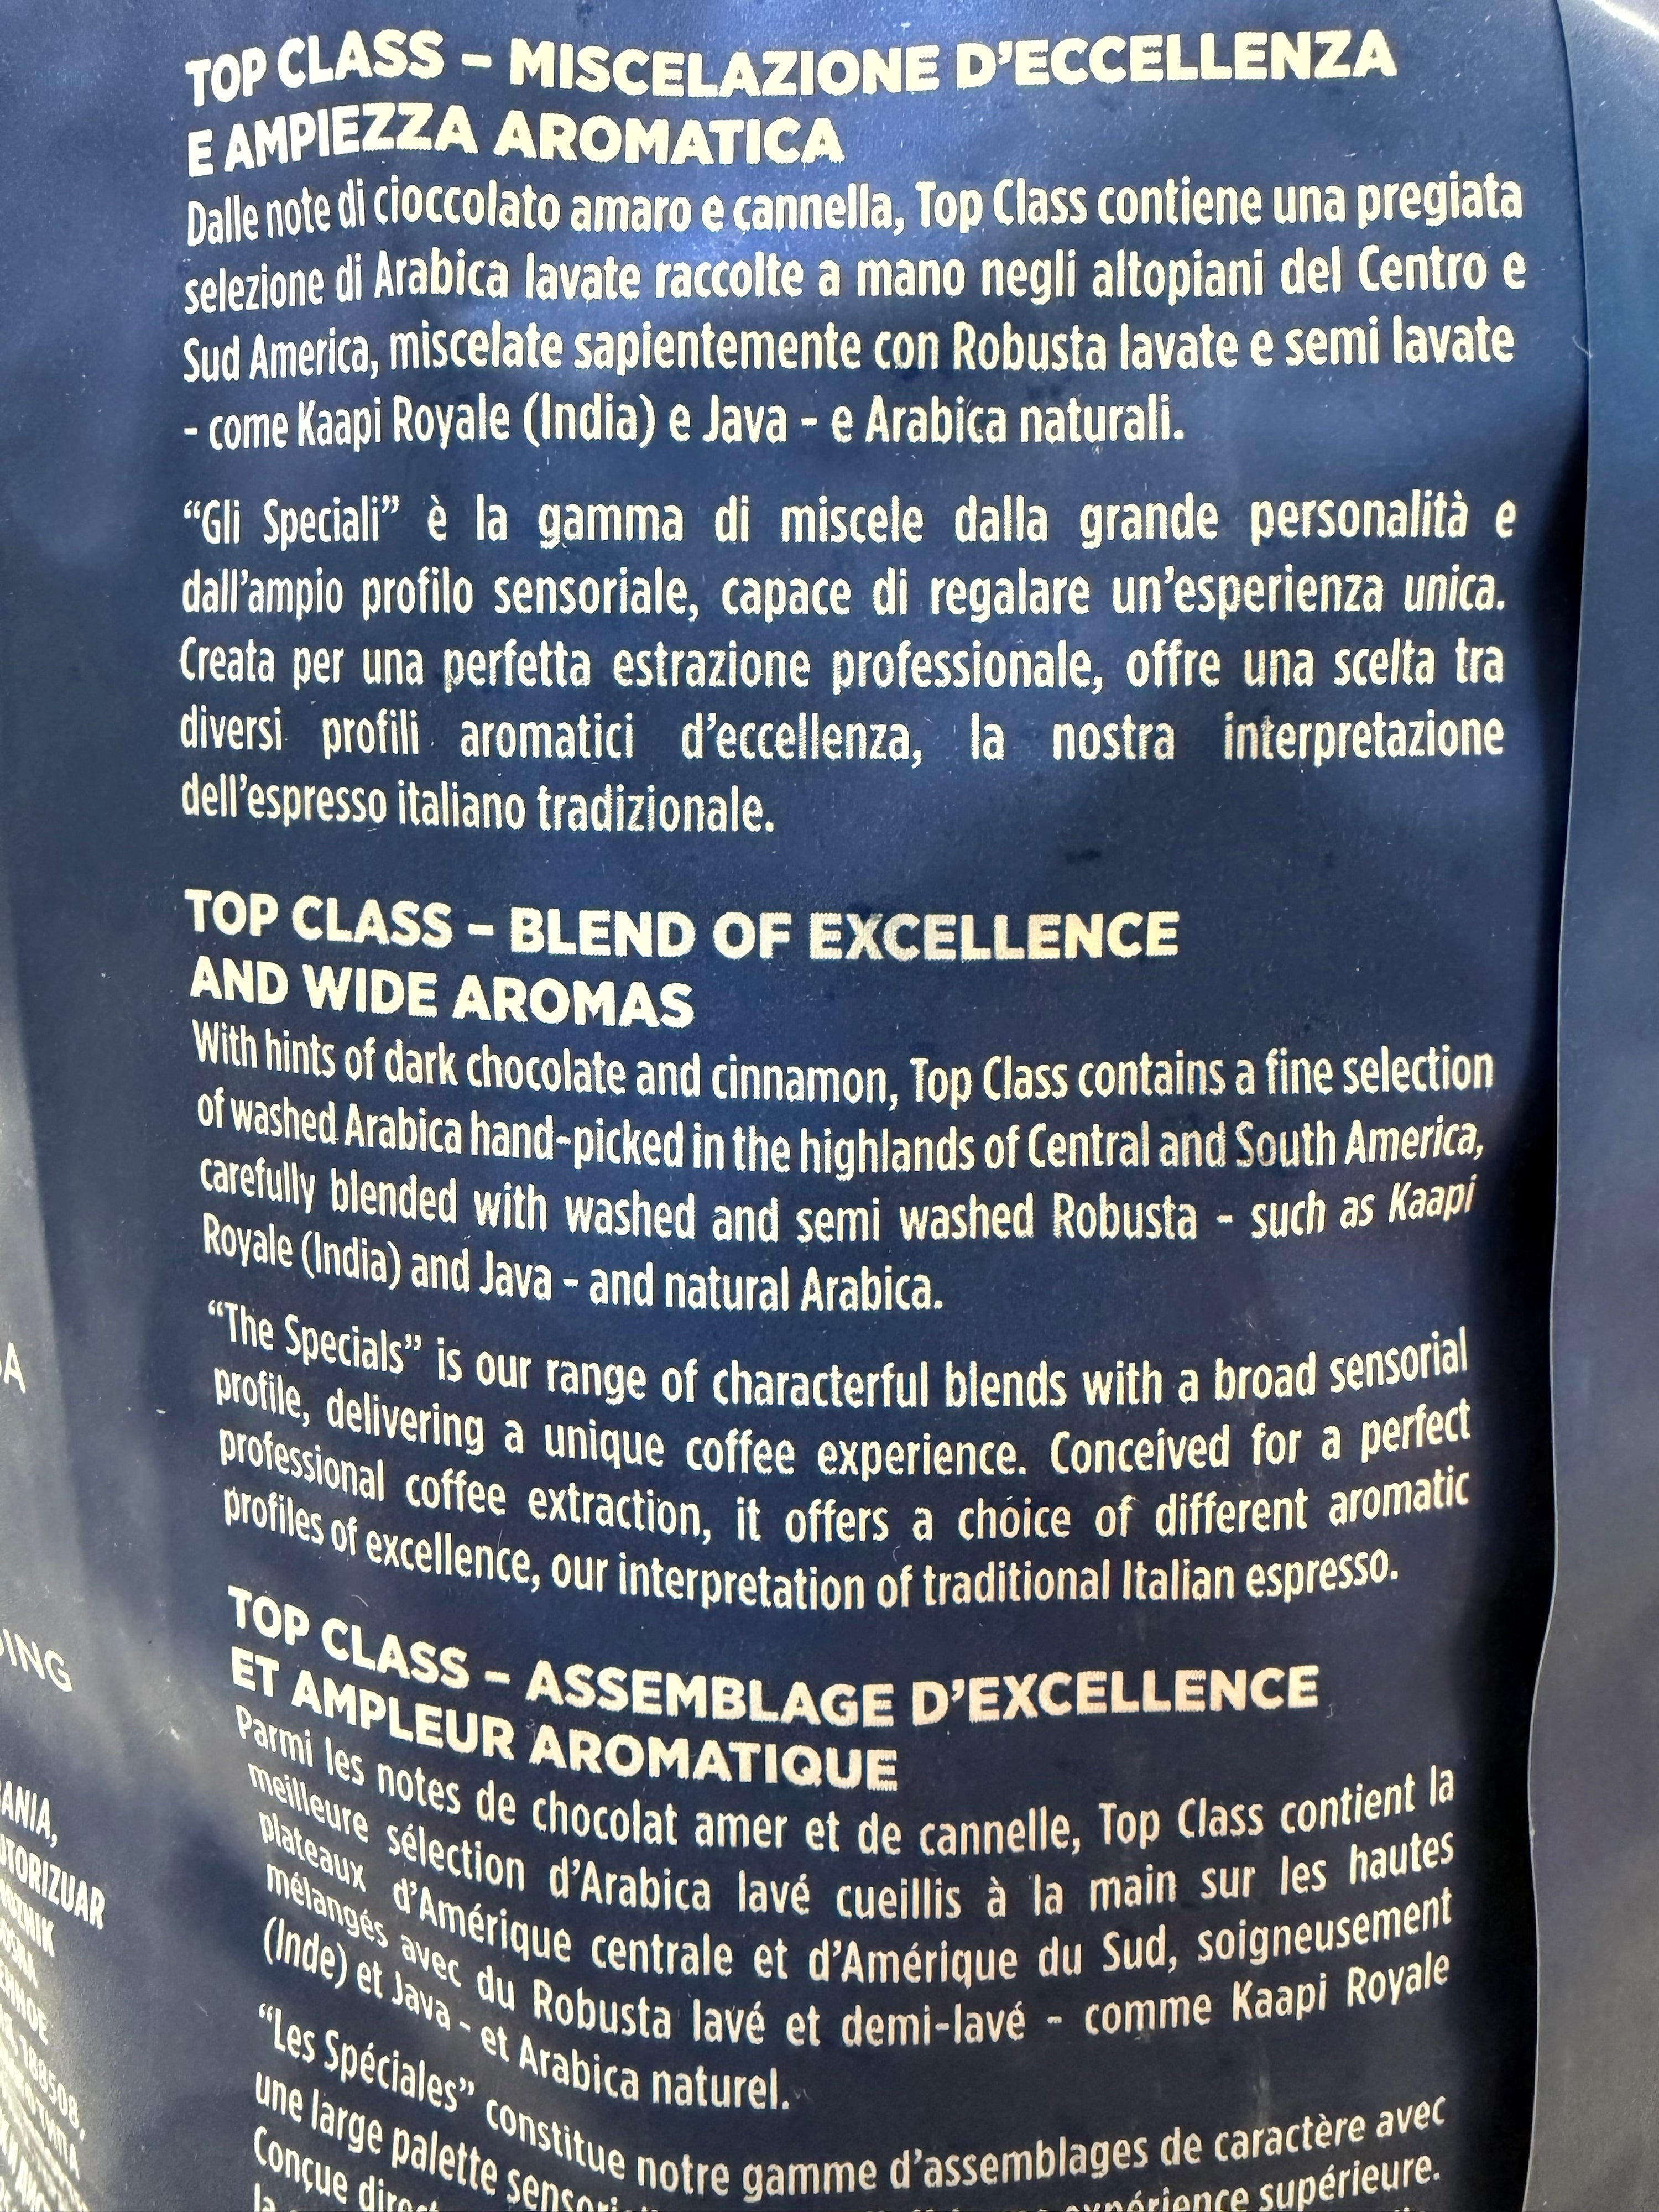 TOP CLASS – MISCELAZIONE D'ECCELLENZA
E AMPIEZZA AROMATICA
Dalle note di cioccolato amaro e cannella, Top Class contiene una pregiata
selezione di Arabica lavate raccolte a mano negli altopiani del Centro e
Sud America, miscelate sapientemente con Robusta lavate e semi lavate
- come Kaapi Royale (India) e Java - e Arabica naturali.
“Gli Speciali” è la gamma di miscele dalla grande personalità e
dall'ampio profilo sensoriale, capace di regalare un'esperienza unica.
Creata per una perfetta estrazione professionale, offre una scelta tra
diversi profili aromatici d'eccellenza, la nostra interpretazione
dell'espresso italiano tradizionale.
TOP CLASS – BLEND OF EXCELLENCE
AND WIDE AROMAS
With hints of dark chocolate and cinnamon, Top Class contains a fine selection
of washed Arabica hand-picked in the highlands of Central and South America,
carefully blended with washed and semi washed Robusta - such as Kaapi
Royale (India) and Java - and natural Arabica.
“The Specials” is our range of characterful blends with a broad sensorial
profile, delivering a unique coffee experience. Conceived for a perfect
professional coffee extraction, it offers a choice of different aromatic
profiles of excellence, our interpretation of traditional Italian espresso.
TOP CLASS – ASSEMBLAGE D'EXCELLENCE
ET AMPLEUR AROMATIQUE
Parmi les notes de chocolat amer et de cannelle, Top Class contient la
meilleure sélection d'Arabica lavé cueillis à la main sur les hautes
plateaux d'Amérique centrale et d'Amérique du Sud, soigneusement
mélangés avec du Robusta lavé et demi-lavé - comme Kaapi Royale
(Inde) et Java - et Arabica naturel.
“Les Spéciales” constitue notre gamme d'assemblages de caractère avec
une large palette supérieure.
Conçue
la
188508,